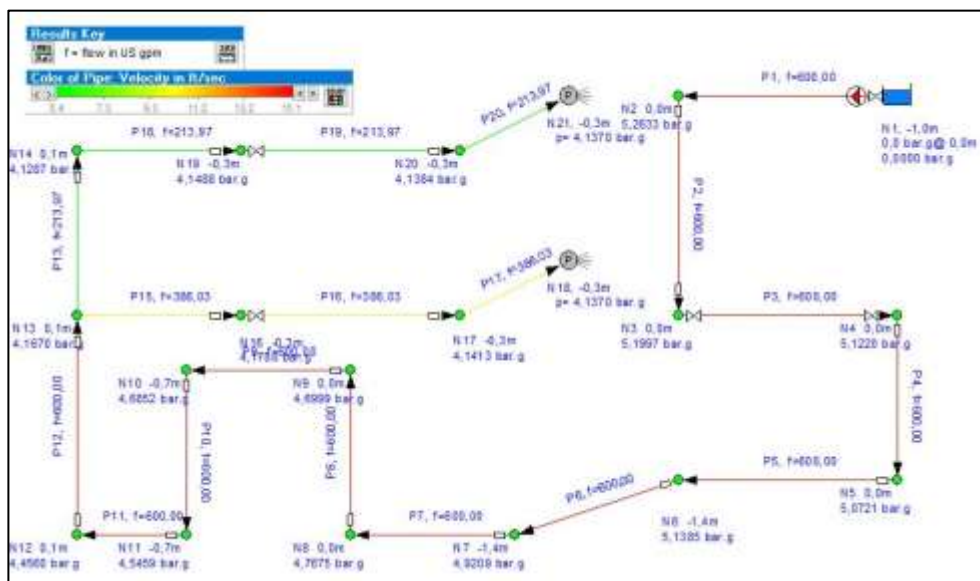 Results Key
f = flow in US gpm
Color of Pipe: Velocity in ft/sec
P1, f=600,00
N1, -1,0m
0,0 bar.g@ 0,0m
0,0000 bar.g
N2 0,0m
5,2633 bar.g
P20, f=213,97
N21, -0,3m
p= 4,1370 bar.g
P18, f=213,97
P19, f=213,97
N14 0,1m
4,1287 bar.g
N19 -0,3m
4,1488 bar.g
N20 -0,3m
4,1384 bar.g
P2, f=600,00
P13, f=213,97
P17, f=386,03
N18, -0,3m
p= 4,1370 bar.g
P15, f=386,03
P16, f=386,03
P3, f=600,00
N13 0,1m
4,1670 bar.g
N17 -0,3m
4,1413 bar.g
N3 0,0m
5,1997 bar.g
N4 0,0m
5,1228 bar.g
N10 -0,7m
4,6852 bar.g
N9 0,0m
4,6999 bar.g
P12, f=600,00
P10, f=600,00
P8, f=600,00
P4, f=600,00
P5, f=600,00
P6, f=600,00
N5 0,0m
5,0721 bar.g
P11, f=600,00
P7, f=600,00
N6 -1,4m
5,1385 bar.g
N12 0,1m
4,4560 bar.g
N11 -0,7m
4,5459 bar.g
N8 0,0m
4,7675 bar.g
N7 -1,4m
4,9209 bar.g